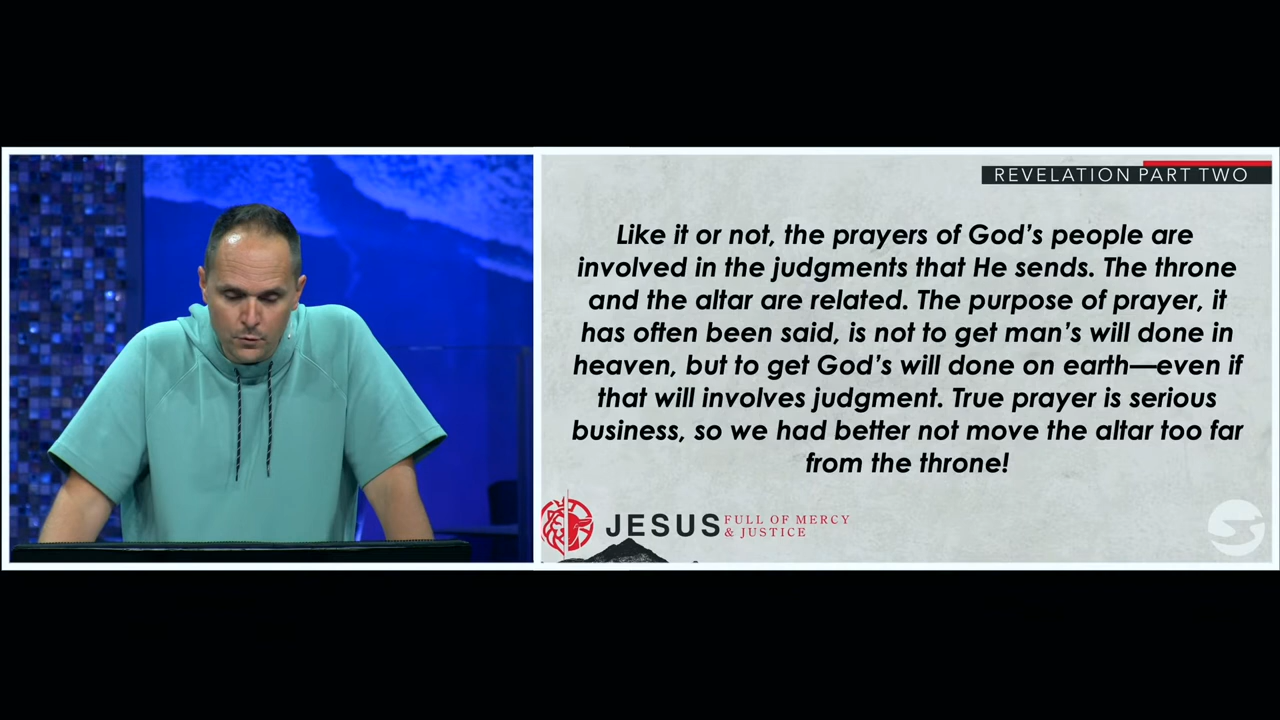 REVELATION PART TWO
Like it or not, the prayers of God’s people are
involved in the judgments that He sends. The throne
and the altar are related. The purpose of prayer, it
has often been said, is not to get man’s will done in
heaven, but to get God’s will done on earth—even if
that will involves judgment. True prayer is serious
business, so we had better not move the altar too far
from the throne!
JESUS FULL OF MERCY
& JUSTICE